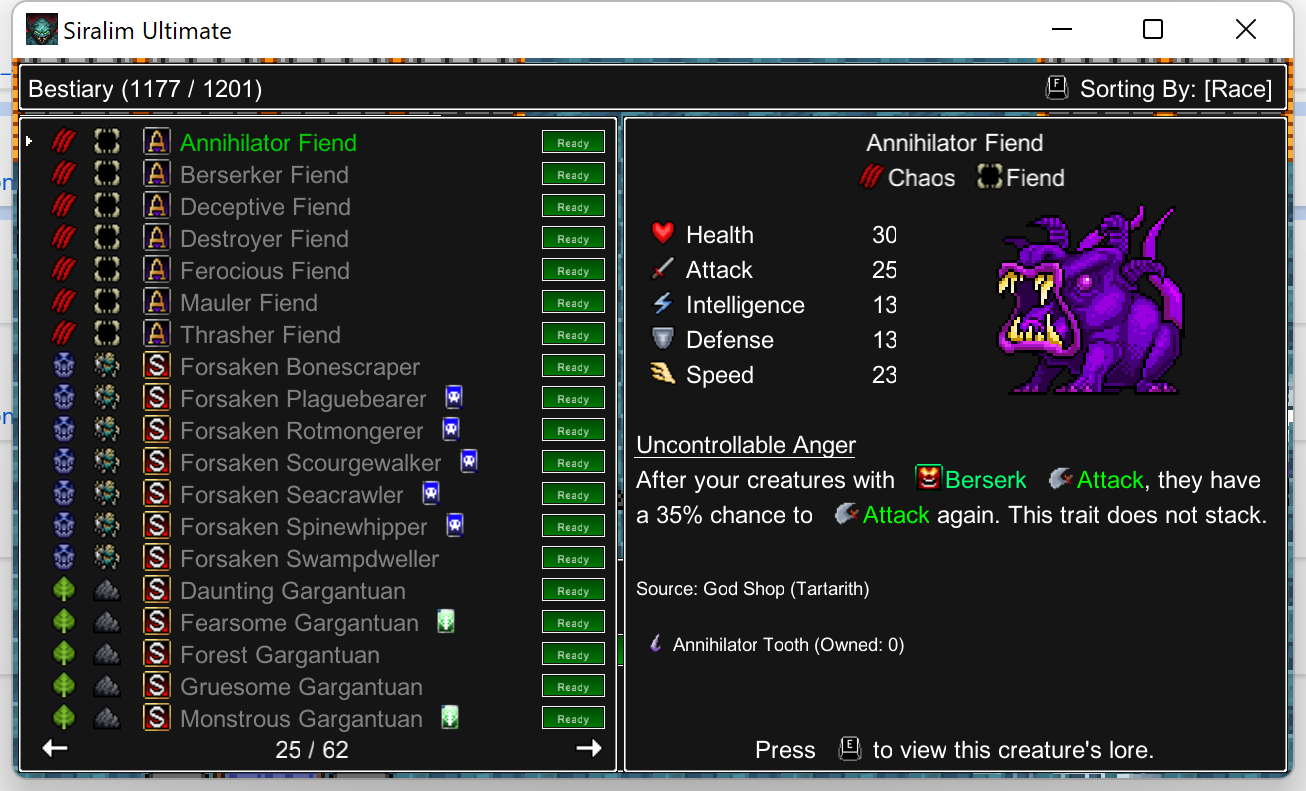 Siralim Ultimate
Bestiary (1177 / 1201)
F Sorting By: [Race]
A Annihilator Fiend Ready
A Berserker Fiend Ready
A Deceptive Fiend Ready
A Destroyer Fiend Ready
A Ferocious Fiend Ready
A Mauler Fiend Ready
A Thrasher Fiend Ready
S Forsaken Bonescraper Ready
S Forsaken Plaguebearer Ready
S Forsaken Rotmongerer Ready
S Forsaken Scourgewalker Ready
S Forsaken Seacrawler Ready
S Forsaken Spinewhipper Ready
S Forsaken Swampdweller Ready
S Daunting Gargantuan Ready
S Fearsome Gargantuan Ready
S Forest Gargantuan Ready
S Gruesome Gargantuan Ready
S Monstrous Gargantuan Ready
25 / 62
Annihilator Fiend
Chaos Fiend
Health 30
Attack 25
Intelligence 13
Defense 13
Speed 23
Uncontrollable Anger
After your creatures with Berserk Attack, they have
a 35% chance to Attack again. This trait does not stack.
Source: God Shop (Tartarith)
Annihilator Tooth (Owned: 0)
Press E to view this creature's lore.